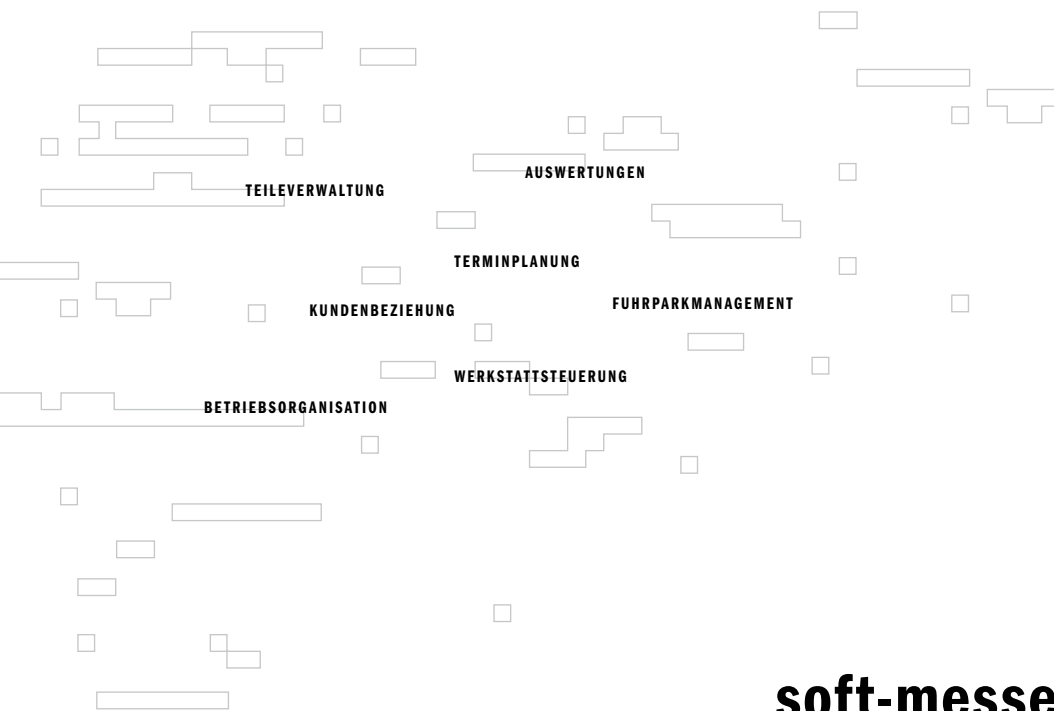 AUSWERTUNGEN
TEILEVERWALTUNG
TERMINPLANUNG
FUHRPARKMANAGEMENT
KUNDENBEZIEHUNG
WERKSTATTSTEUERUNG
BETRIEBSORGANISATION
soft-messe